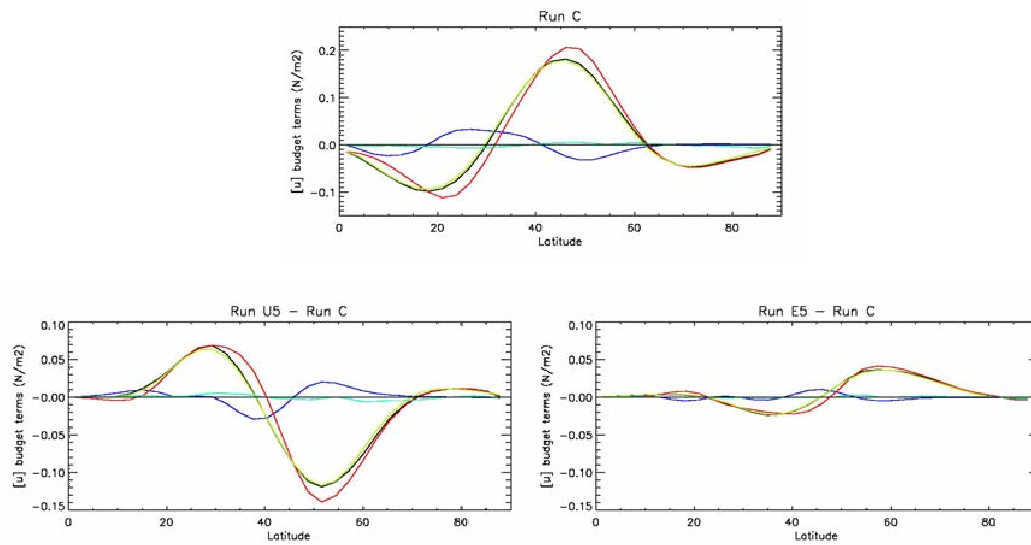 Run C
[u] budget terms (N/m2)
0.2
0.1
0.0
-0.1
0 20 40 60 80
Latitude
Run U5 - Run C
[u] budget terms (N/m2)
0.10
0.05
-0.00
-0.05
-0.10
-0.15
0 20 40 60 80
Latitude
Run E5 - Run C
[u] budget terms (N/m2)
0.10
0.05
-0.00
-0.05
-0.10
-0.15
0 20 40 60 80
Latitude